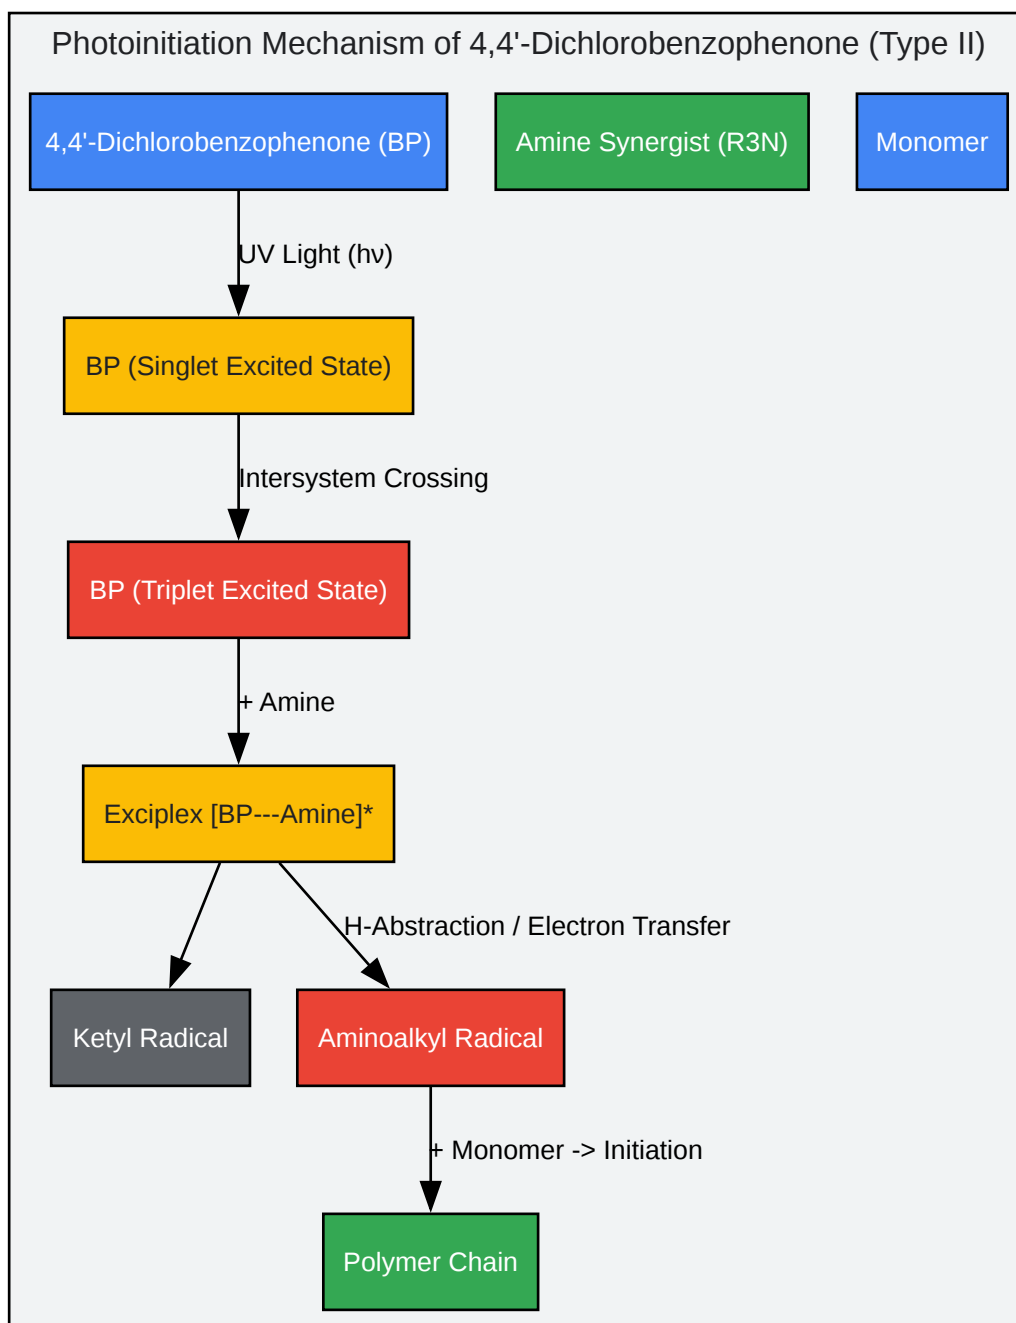 Photoinitiation Mechanism of 4,4'-Dichlorobenzophenone (Type II)
4,4'-Dichlorobenzophenone (BP)
Amine Synergist (R3N)
Monomer
UV Light (hν)
BP (Singlet Excited State)
Intersystem Crossing
BP (Triplet Excited State)
+ Amine
Exciplex [BP---Amine]*
H-Abstraction / Electron Transfer
Ketyl Radical
Aminoalkyl Radical
+ Monomer -> Initiation
Polymer Chain